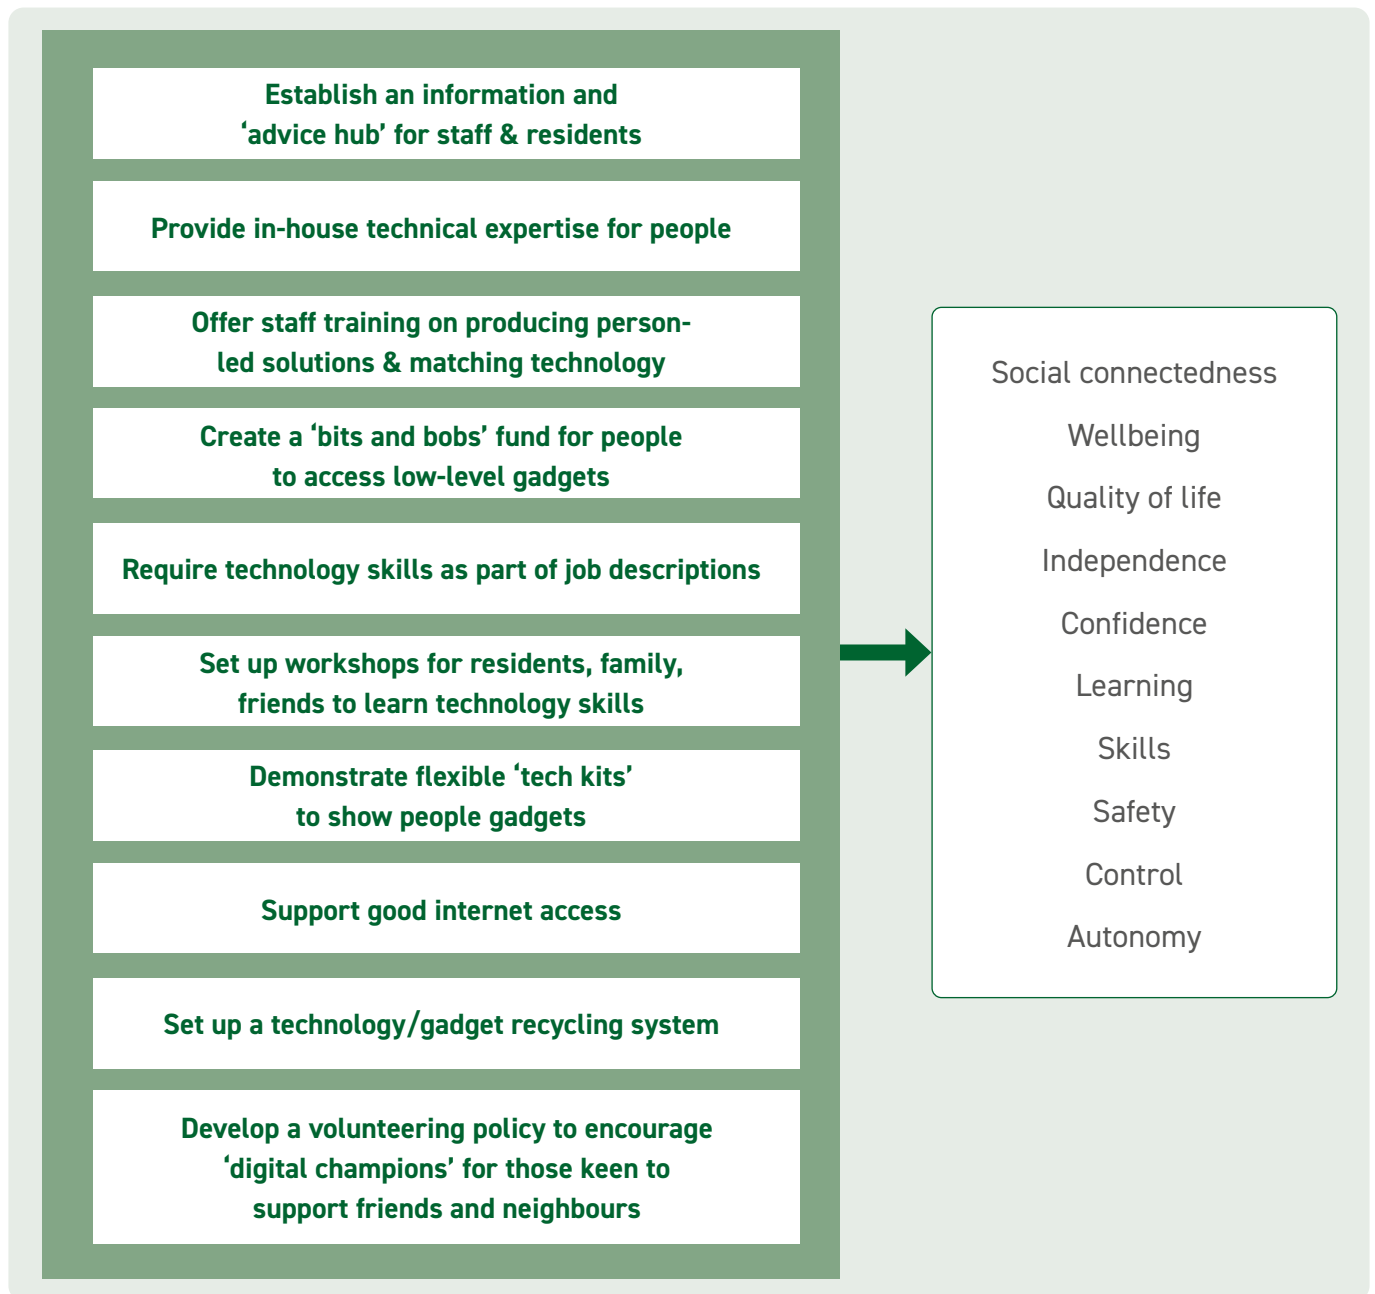 Establish an information and
‘advice hub’ for staff & residents
Provide in-house technical expertise for people
Offer staff training on producing person-
led solutions & matching technology
Create a ‘bits and bobs’ fund for people
to access low-level gadgets
Require technology skills as part of job descriptions
Set up workshops for residents, family,
friends to learn technology skills
Demonstrate flexible ‘tech kits’
to show people gadgets
Support good internet access
Set up a technology/gadget recycling system
Develop a volunteering policy to encourage
‘digital champions’ for those keen to
support friends and neighbours
Social connectedness
Wellbeing
Quality of life
Independence
Confidence
Learning
Skills
Safety
Control
Autonomy